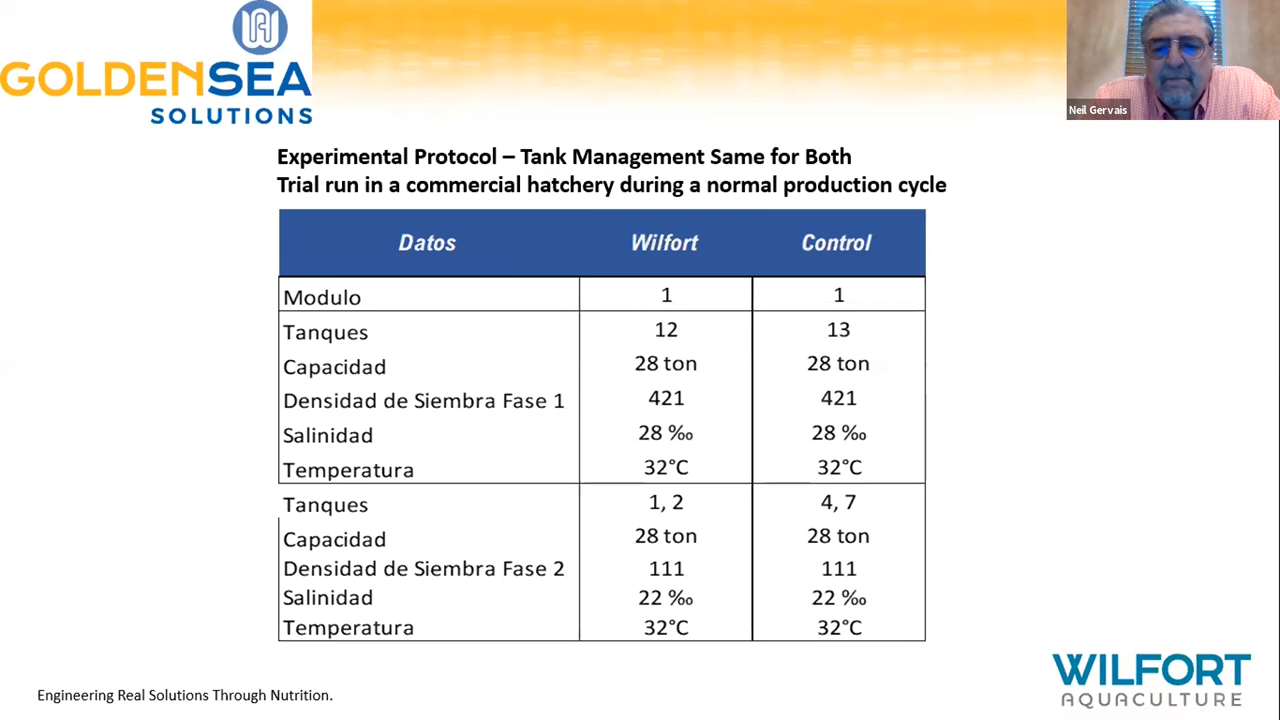 GOLDENSEA
SOLUTIONS
Neil Gervais
Experimental Protocol – Tank Management Same for Both
Trial run in a commercial hatchery during a normal production cycle
Datos Wilfort Control
Modulo 1 1
Tanques 12 13
Capacidad 28 ton 28 ton
Densidad de Siembra Fase 1 421 421
Salinidad 28 ‰ 28 ‰
Temperatura 32°C 32°C
Tanques 1, 2 4, 7
Capacidad 28 ton 28 ton
Densidad de Siembra Fase 2 111 111
Salinidad 22 ‰ 22 ‰
Temperatura 32°C 32°C
Engineering Real Solutions Through Nutrition.
WILFORT
AQUACULTURE